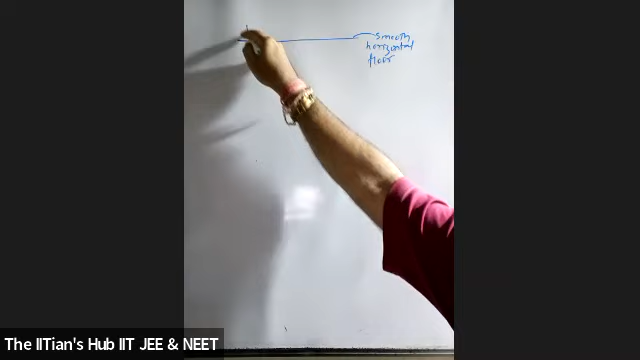 smooth
horizontal
floor
The IITian's Hub IIT JEE & NEET